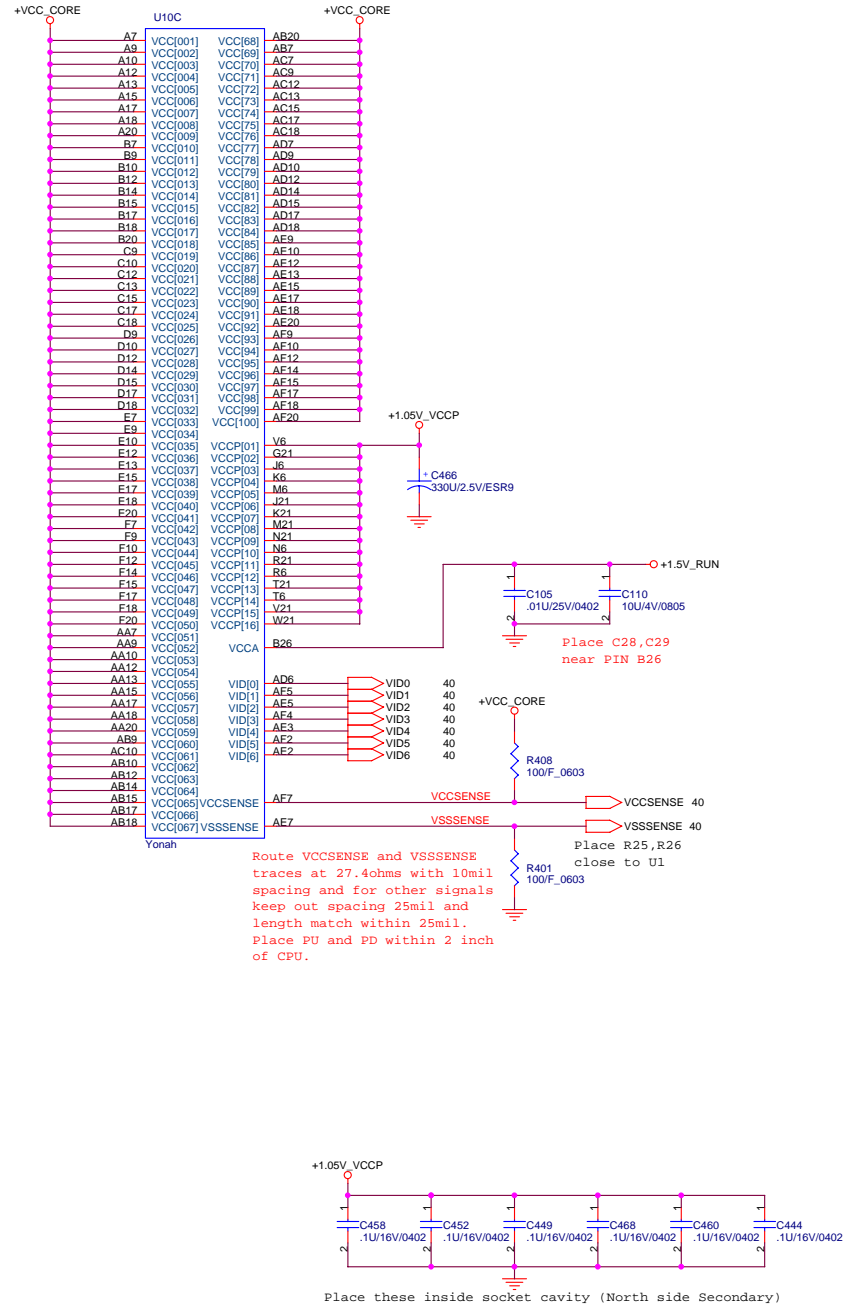 +VCC_CORE
+VCC_CORE
U10C
A7 VCC[001] VCC[68] AB20
A9 VCC[002] VCC[69] AB7
A10 VCC[003] VCC[70] AC7
A12 VCC[004] VCC[71] AC9
A13 VCC[005] VCC[72] AC12
A15 VCC[006] VCC[73] AC13
A17 VCC[007] VCC[74] AC15
A18 VCC[008] VCC[75] AC17
A20 VCC[009] VCC[76] AC18
B7 VCC[010] VCC[77] AD7
B9 VCC[011] VCC[78] AD9
B10 VCC[012] VCC[79] AD10
B12 VCC[013] VCC[80] AD12
B14 VCC[014] VCC[81] AD14
B15 VCC[015] VCC[82] AD15
B17 VCC[016] VCC[83] AD17
B18 VCC[017] VCC[84] AD18
B20 VCC[018] VCC[85] AE9
C9 VCC[019] VCC[86] AE10
C10 VCC[020] VCC[87] AE12
C12 VCC[021] VCC[88] AE13
C13 VCC[022] VCC[89] AE15
C15 VCC[023] VCC[90] AE17
C17 VCC[024] VCC[91] AE18
C18 VCC[025] VCC[92] AE20
D9 VCC[026] VCC[93] AF9
D10 VCC[027] VCC[94] AF10
D12 VCC[028] VCC[95] AF12
D14 VCC[029] VCC[96] AF14
D15 VCC[030] VCC[97] AF15
D17 VCC[031] VCC[98] AF17
D18 VCC[032] VCC[99] AF18
E7 VCC[033] VCC[100] AF20
E9 VCC[034]
E10 VCC[035] VCCP[01] V6
E12 VCC[036] VCCP[02] G21
E13 VCC[037] VCCP[03] J6
E15 VCC[038] VCCP[04] K6
E17 VCC[039] VCCP[05] M6
E18 VCC[040] VCCP[06] J21
E20 VCC[041] VCCP[07] K21
F7 VCC[042] VCCP[08] M21
F9 VCC[043] VCCP[09] N21
F10 VCC[044] VCCP[10] N6
F12 VCC[045] VCCP[11] R21
F14 VCC[046] VCCP[12] R6
F15 VCC[047] VCCP[13] T21
F17 VCC[048] VCCP[14] T6
F18 VCC[049] VCCP[15] V21
F20 VCC[050] VCCP[16] W21
AA7 VCC[051]
AA9 VCC[052] VCCA B26
AA10 VCC[053]
AA12 VCC[054]
AA13 VCC[055] VID[0] AD6 VID0 40
AA15 VCC[056] VID[1] AF5 VID1 40
AA17 VCC[057] VID[2] AE5 VID2 40
AA18 VCC[058] VID[3] AF4 VID3 40
AA20 VCC[059] VID[4] AE3 VID4 40
AB9 VCC[060] VID[5] AF2 VID5 40
AC10 VCC[061] VID[6] AE2 VID6 40
AB10 VCC[062]
AB12 VCC[063]
AB14 VCC[064]
AB15 VCC[065] VCCSENSE AF7 VCCSENSE VCCSENSE 40
AB17 VCC[066]
AB18 VCC[067] VSSSENSE AE7 VSSSENSE VSSSENSE 40
Yonah
+1.05V_VCCP
+ C466
330U/2.5V/ESR9
+1.5V_RUN
1 1
C105 C110
.01U/25V/0402 10U/4V/0805
2 2
Place C28,C29
near PIN B26
+VCC_CORE
R408
100/F_0603
Place R25,R26
close to U1
R401
100/F_0603
Route VCCSENSE and VSSSENSE
traces at 27.4ohms with 10mil
spacing and for other signals
keep out spacing 25mil and
length match within 25mil.
Place PU and PD within 2 inch
of CPU.
+1.05V_VCCP
1 1 1 1 1 1
C458 C452 C449 C468 C460 C444
.1U/16V/0402 .1U/16V/0402 .1U/16V/0402 .1U/16V/0402 .1U/16V/0402 .1U/16V/0402
2 2 2 2 2 2
Place these inside socket cavity (North side Secondary)